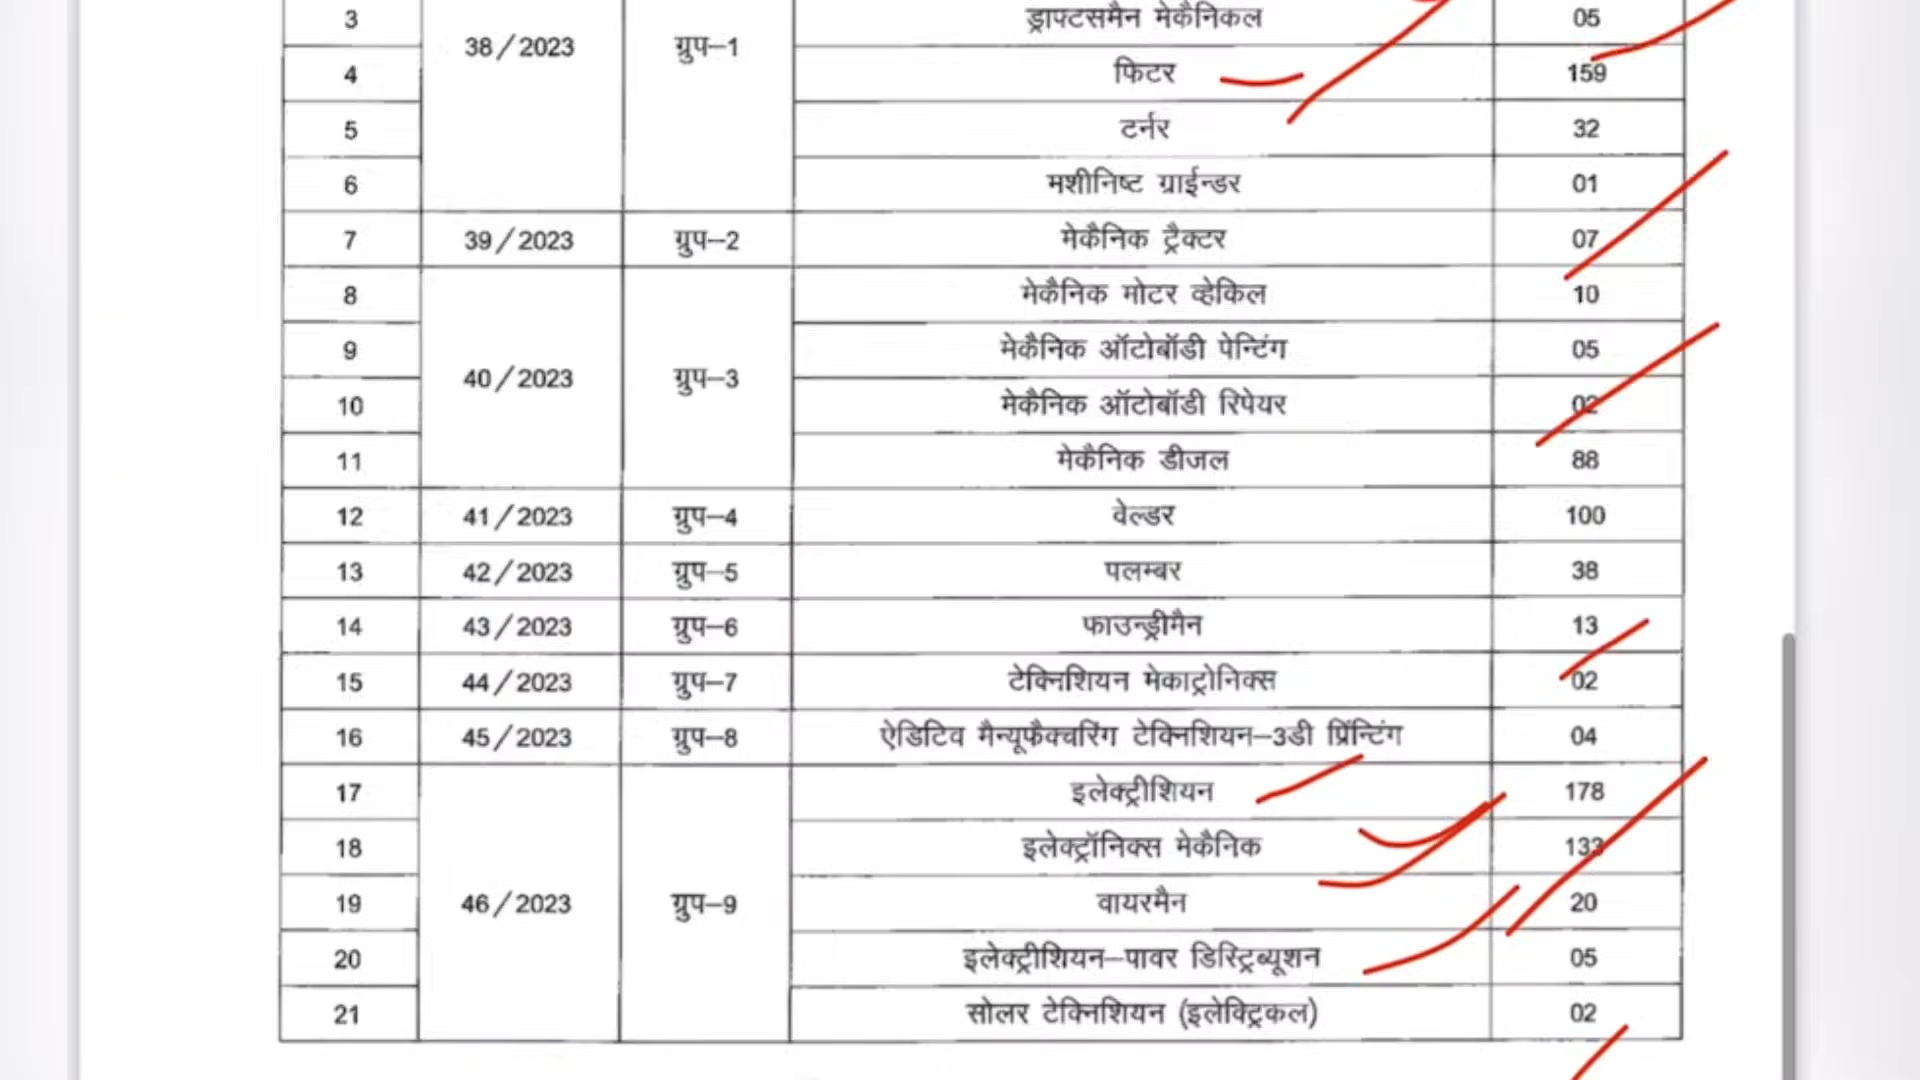 3 38/2023 ग्रुप–1 ड्राफ्टसमैन मेकैनिकल 05
4 फिटर 159
5 टर्नर 32
6 मशीनिष्ट ग्राईन्डर 01
7 39/2023 ग्रुप–2 मेकैनिक ट्रैक्टर 07
8 मेकैनिक मोटर व्हेकिल 10
9 मेकैनिक ऑटोबॉडी पेन्टिंग 05
40/2023 ग्रुप–3
10 मेकैनिक ऑटोबॉडी रिपेयर 02
11 मेकैनिक डीजल 88
12 41/2023 ग्रुप–4 वेल्डर 100
13 42/2023 ग्रुप–5 पलम्बर 38
14 43/2023 ग्रुप–6 फाउन्ड्रीमैन 13
15 44/2023 ग्रुप–7 टेक्निशियन मेकाट्रोनिक्स 02
16 45/2023 ग्रुप–8 ऐडिटिव मैन्यूफैक्चरिंग टेक्निशियन–3डी प्रिंन्टिंग 04
17 इलेक्ट्रीशियन 178
18 इलेक्ट्रॉनिक्स मेकैनिक 133
19 46/2023 ग्रुप–9 वायरमैन 20
20 इलेक्ट्रीशियन–पावर डिस्ट्रिब्यूशन 05
21 सोलर टेक्निशियन (इलेक्ट्रिकल) 02